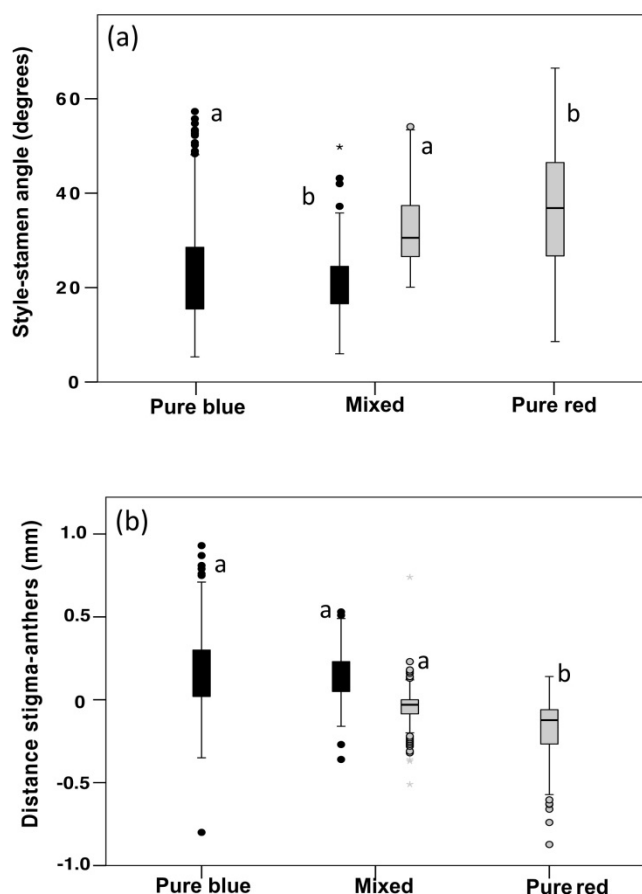 (a)
Style-stamen angle (degrees)
60
40
20
0
a
b
a
b
Pure blue Mixed Pure red
(b)
Distance stigma-anthers (mm)
1.0
0.5
0
-0.5
-1.0
a
a
a
b
Pure blue Mixed Pure red